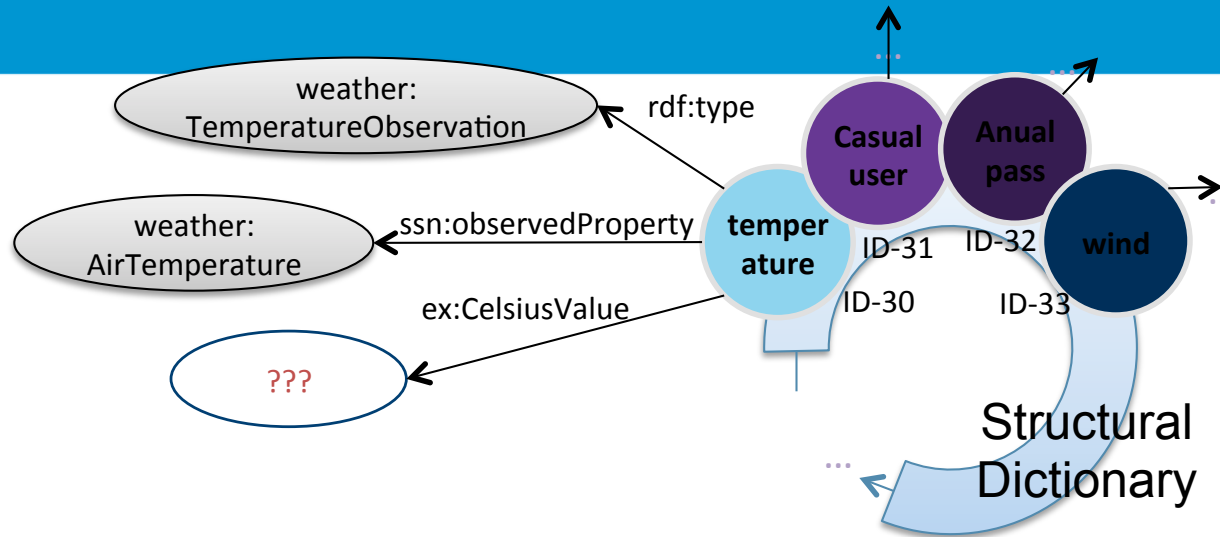 weather:
TemperatureObservation
rdf:type
Casual
user
Anual
pass
...
...
weather:
AirTemperature
ssn:observedProperty
temper
ature
ID-31
ID-32
wind
...
ex:CelsiusValue
ID-30
ID-33
???
Structural
Dictionary
...